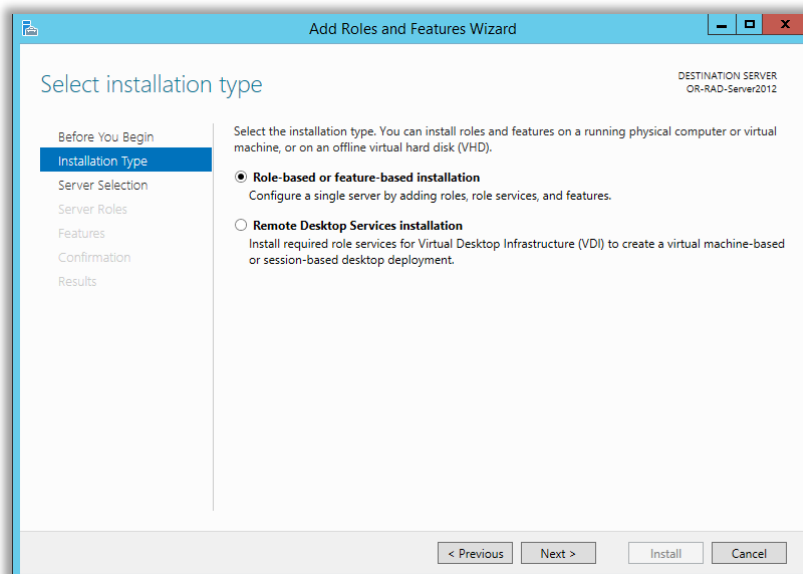 Add Roles and Features Wizard
Select installation type
DESTINATION SERVER
OR-RAD-Server2012
Before You Begin
Installation Type
Server Selection
Server Roles
Features
Confirmation
Results
Select the installation type. You can install roles and features on a running physical computer or virtual
machine, or on an offline virtual hard disk (VHD).
Role-based or feature-based installation
Configure a single server by adding roles, role services, and features.
Remote Desktop Services installation
Install required role services for Virtual Desktop Infrastructure (VDI) to create a virtual machine-based
or session-based desktop deployment.
< Previous
Next >
Install
Cancel